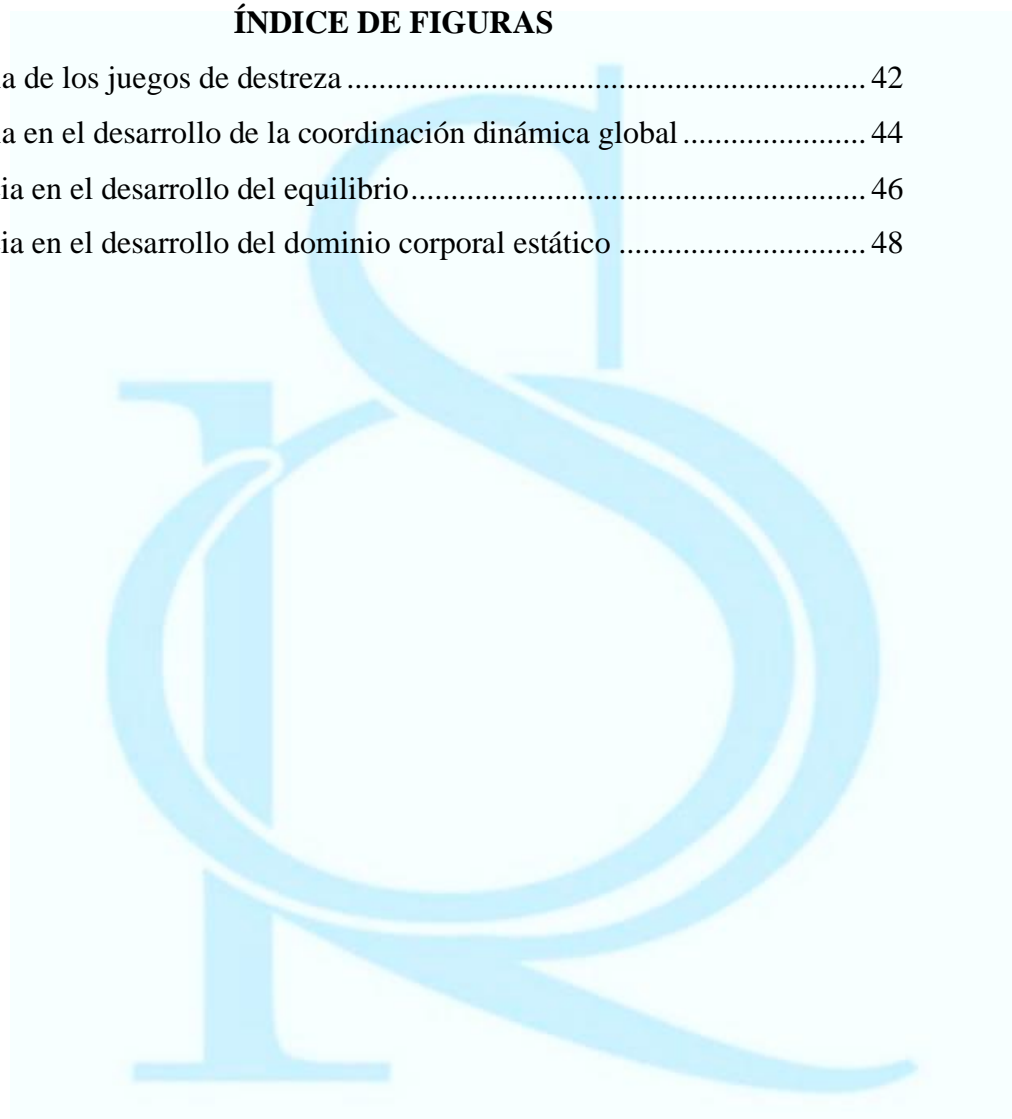 ÍNDICE DE FIGURAS
a de los juegos de destreza ........................................................................ 42
a en el desarrollo de la coordinación dinámica global ....................... 44
ia en el desarrollo del equilibrio............................................................. 46
ia en el desarrollo del dominio corporal estático ............................... 48